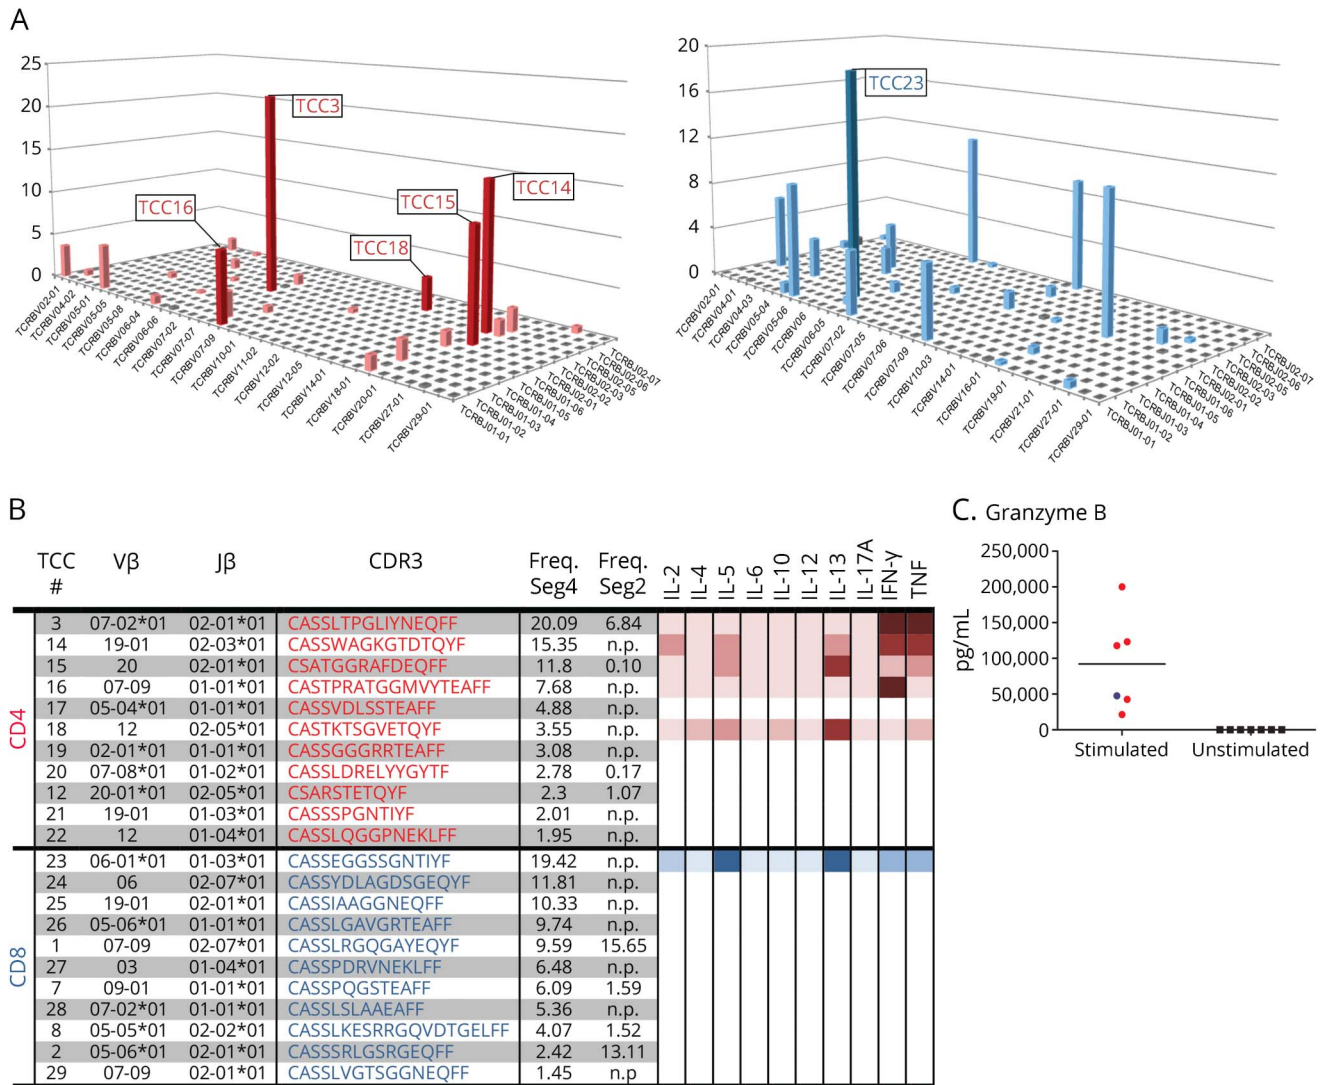 A
25
20
15
10
5
0
TCC3
TCC16
TCC15
TCC14
TCC18
TCRBV02-01
TCRBV04-02
TCRBV05-01
TCRBV05-05
TCRBV05-08
TCRBV06-04
TCRBV06-06
TCRBV07-02
TCRBV07-07
TCRBV07-09
TCRBV10-01
TCRBV11-02
TCRBV12-02
TCRBV12-05
TCRBV14-01
TCRBV18-01
TCRBV20-01
TCRBV27-01
TCRBV29-01
TCRBJ01-01
TCRBJ01-02
TCRBJ01-03
TCRBJ01-04
TCRBJ01-05
TCRBJ01-06
TCRBJ02-01
TCRBJ02-02
TCRBJ02-03
TCRBJ02-05
TCRBJ02-06
TCRBJ02-07
20
16
12
8
4
0
TCC23
TCRBV02-01
TCRBV04-01
TCRBV04-03
TCRBV05-04
TCRBV05-06
TCRBV06
TCRBV06-05
TCRBV07-02
TCRBV07-05
TCRBV07-06
TCRBV07-09
TCRBV10-03
TCRBV14-01
TCRBV16-01
TCRBV19-01
TCRBV21-01
TCRBV27-01
TCRBV29-01
TCRBJ01-01
TCRBJ01-02
TCRBJ01-03
TCRBJ01-04
TCRBJ01-05
TCRBJ01-06
TCRBJ02-01
TCRBJ02-02
TCRBJ02-03
TCRBJ02-05
TCRBJ02-06
TCRBJ02-07
B
TCC # Vβ Jβ CDR3 Freq. Seg4 Freq. Seg2 IL-2 IL-4 IL-5 IL-6 IL-10 IL-12 IL-13 IL-17A IFN-γ TNF
CD4
3 07-02*01 02-01*01 CASSLTPGLIYNEQFF 20.09 6.84
14 19-01 02-03*01 CASSWAGKGTDTQYF 15.35 n.p.
15 20 02-01*01 CSATGGRAFDEQFF 11.8 0.10
16 07-09 01-01*01 CASTPRATGGMVYTEAFF 7.68 n.p.
17 05-04*01 01-01*01 CASSVDLSSTEAFF 4.88 n.p.
18 12 02-05*01 CASTKTSGVETQYF 3.55 n.p.
19 02-01*01 01-01*01 CASSGGGRRTEAFF 3.08 n.p.
20 07-08*01 01-02*01 CASSLDRELYYGYTF 2.78 0.17
12 20-01*01 02-05*01 CSARSTETQYF 2.3 1.07
21 19-01 01-03*01 CASSSPGNTIYF 2.01 n.p.
22 12 01-04*01 CASSLQGGPNEKLFF 1.95 n.p.
CD8
23 06-01*01 01-03*01 CASSEGGSSGNTIYF 19.42 n.p.
24 06 02-07*01 CASSYDLAGDSGEQYF 11.81 n.p.
25 19-01 02-01*01 CASSIAAGGNEQFF 10.33 n.p.
26 05-06*01 01-01*01 CASSLGAVGRTEAFF 9.74 n.p.
1 07-09 02-07*01 CASSLRGQGAYEQYF 9.59 15.65
27 03 01-04*01 CASSPDRVNEKLFF 6.48 n.p.
7 09-01 01-01*01 CASSPQGSTEAFF 6.09 1.59
28 07-02*01 01-01*01 CASSLSLAAEAFF 5.36 n.p.
8 05-05*01 02-02*01 CASSLKESRRGQVDTGELFF 4.07 1.52
2 05-06*01 02-01*01 CASSSRLGSRGEQFF 2.42 13.11
29 07-09 02-01*01 CASSLVGTSGGNEQFF 1.45 n.p
C. Granzyme B
pg/mL
250,000
200,000
150,000
100,000
50,000
0
Stimulated Unstimulated